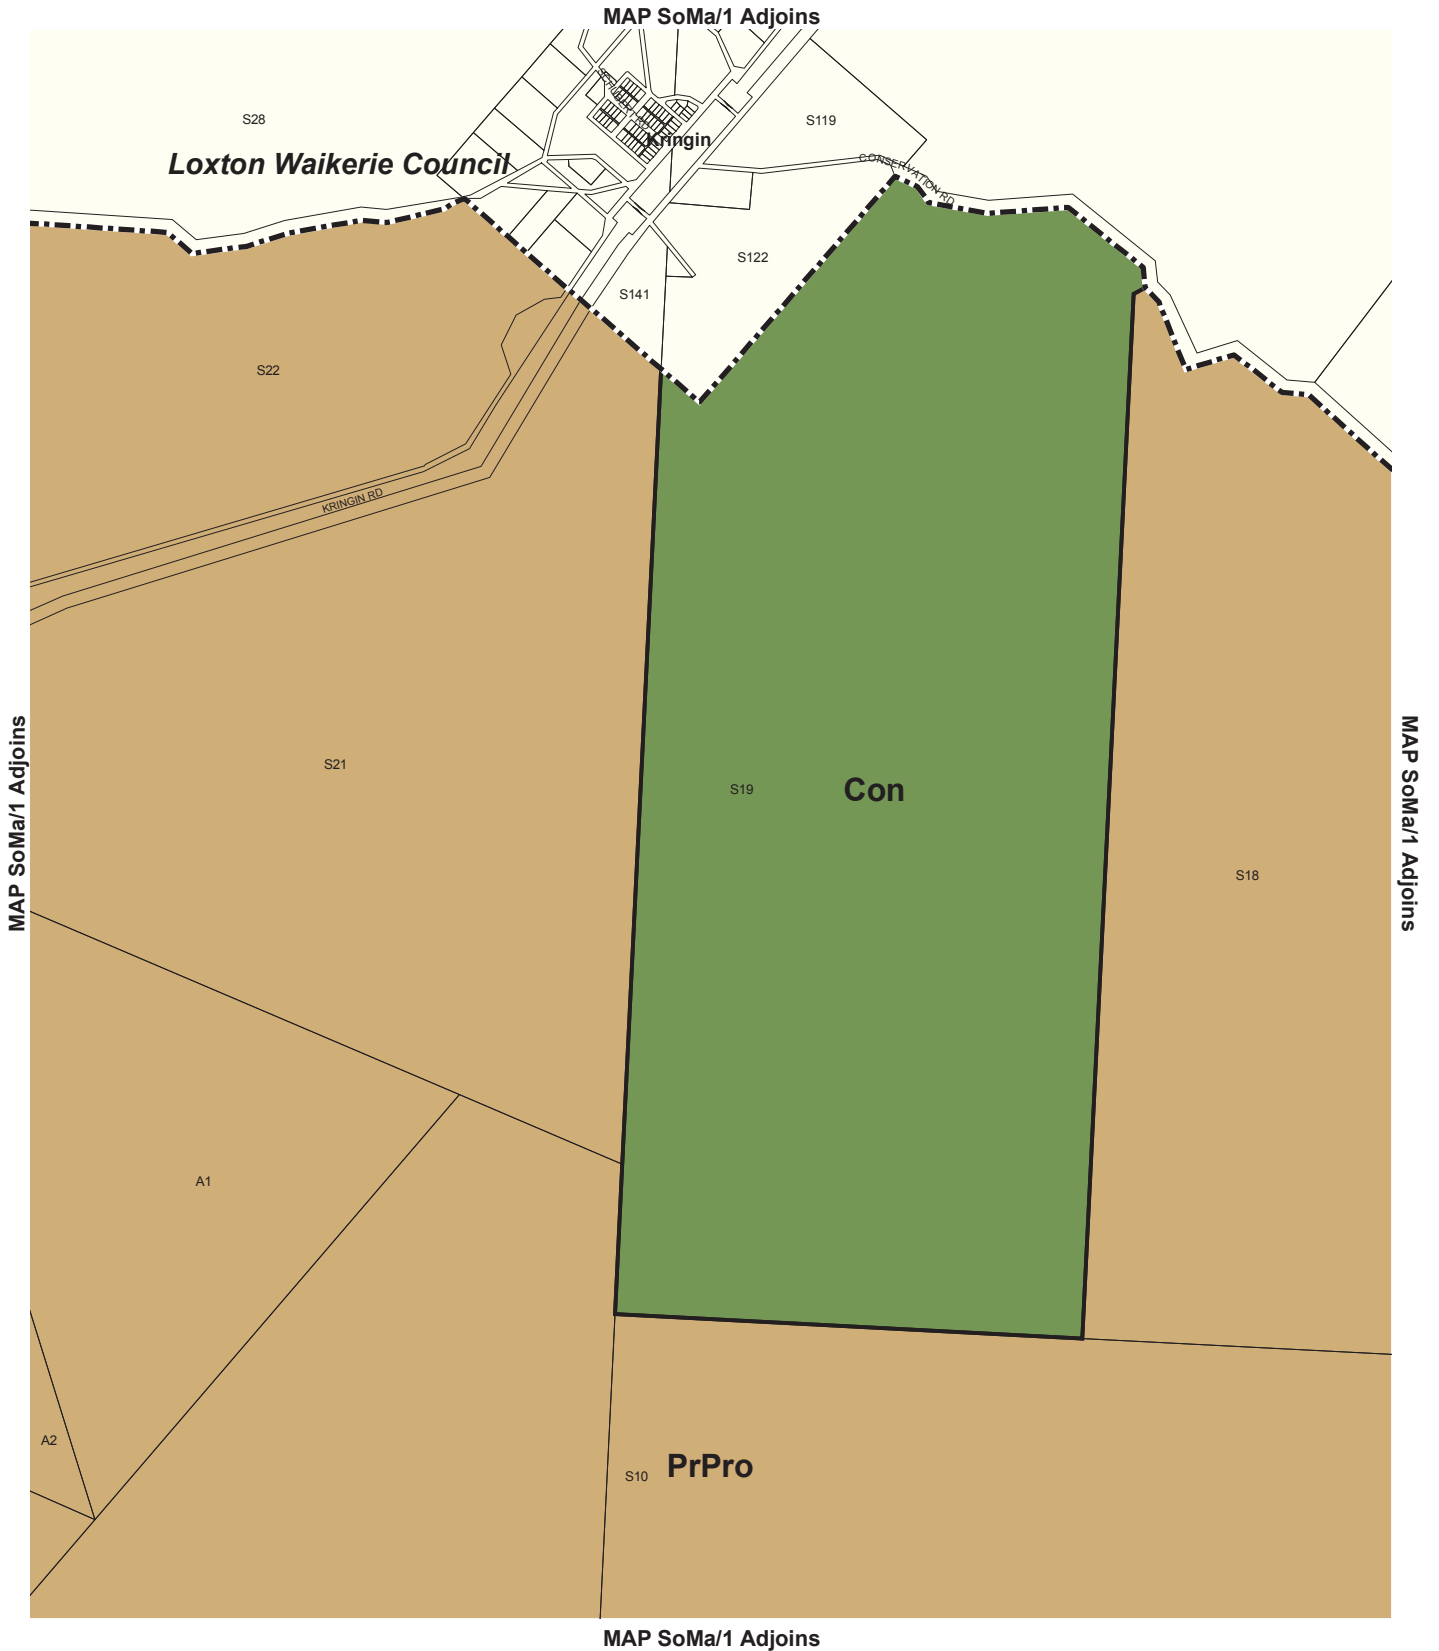 MAP SoMa/1 Adjoins
S28
S119
Kringin
Loxton Waikerie Council
CONSERVATION RD
S122
S141
S22
KRINGIN RD
MAP SoMa/1 Adjoins
MAP SoMa/1 Adjoins
S21
S19
Con
S18
A1
A2
S10
PrPro
MAP SoMa/1 Adjoins